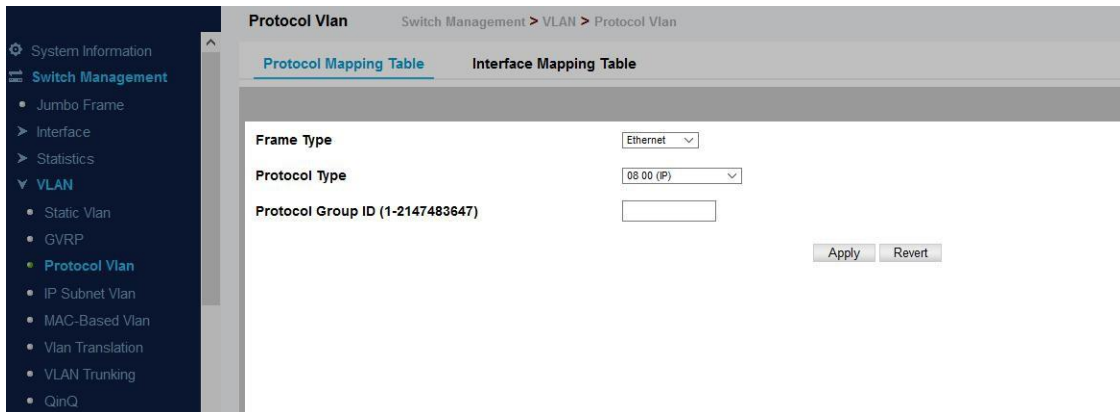 Protocol Vlan
Switch Management > VLAN > Protocol Vlan
System Information
Switch Management
Jumbo Frame
Interface
Statistics
VLAN
Static Vlan
GVRP
Protocol Vlan
IP Subnet Vlan
MAC-Based Vlan
Vlan Translation
VLAN Trunking
QinQ
Protocol Mapping Table
Interface Mapping Table
Frame Type
Ethernet
Protocol Type
08 00 (IP)
Protocol Group ID (1-2147483647)
Apply
Revert